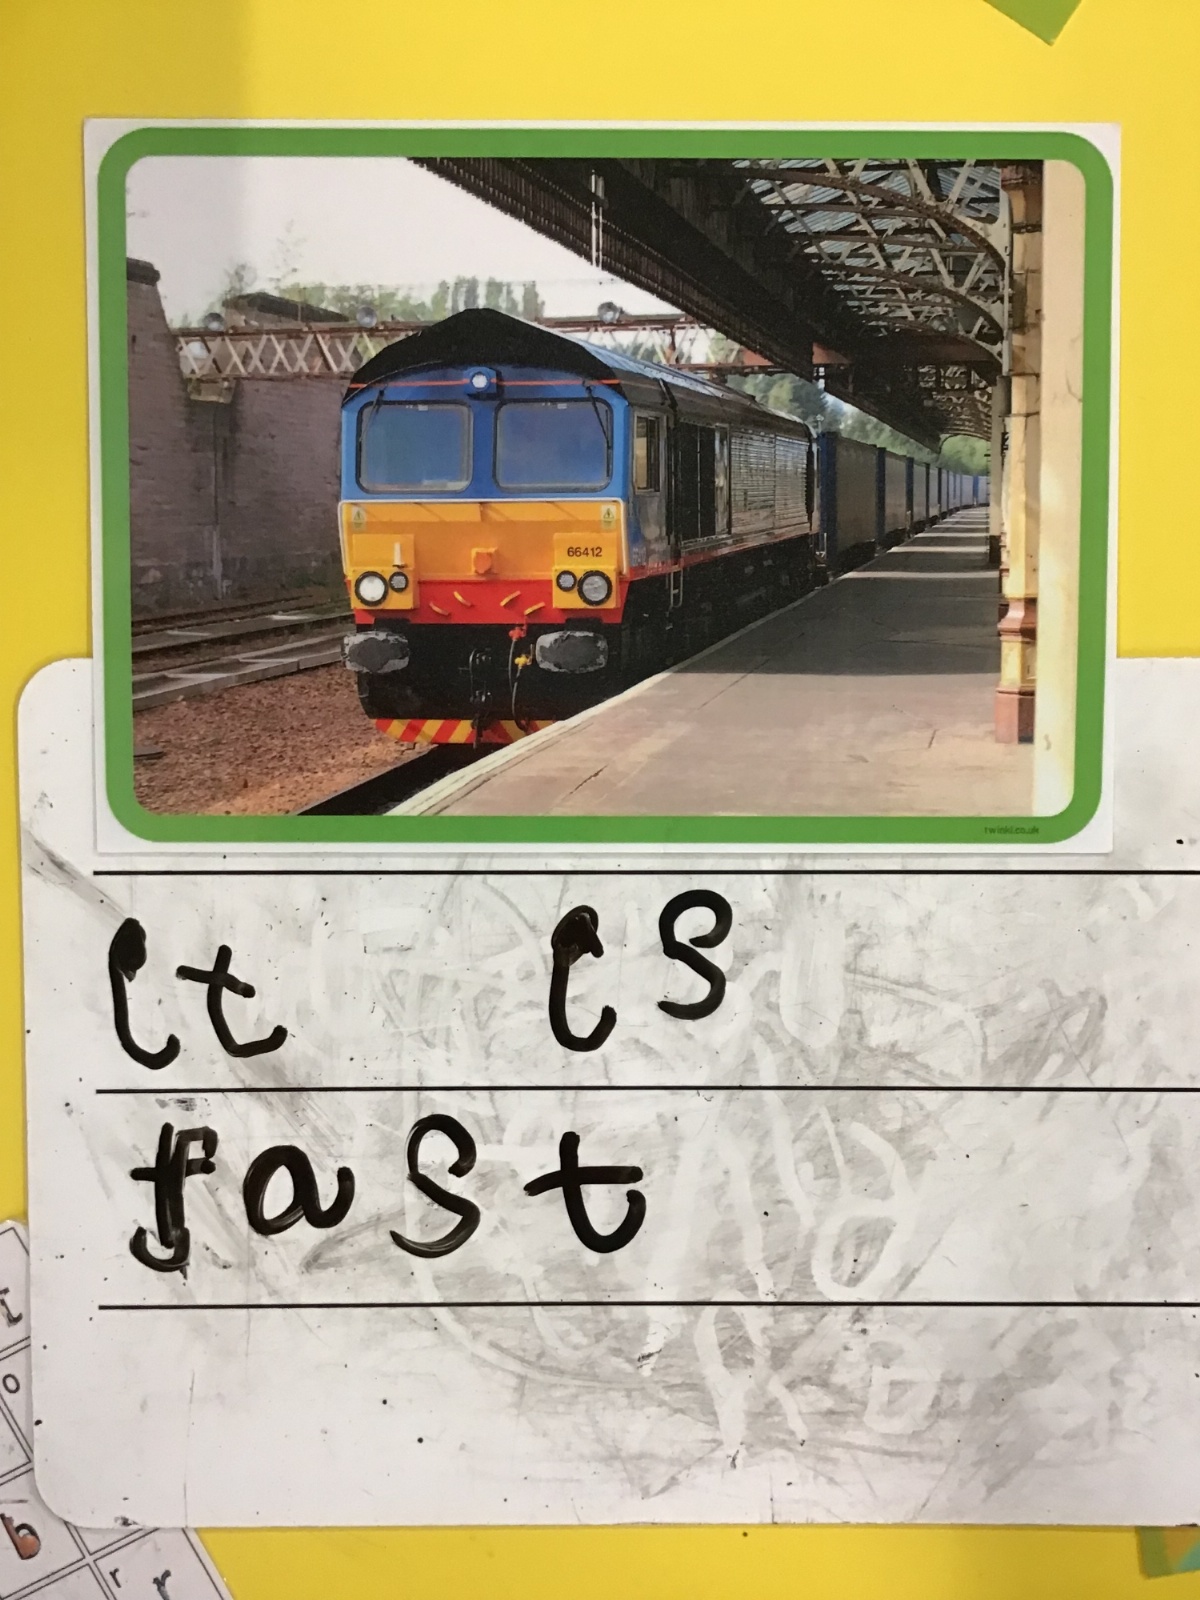 66412
twinkl.co.uk
it is
fast
L
o
b
r r